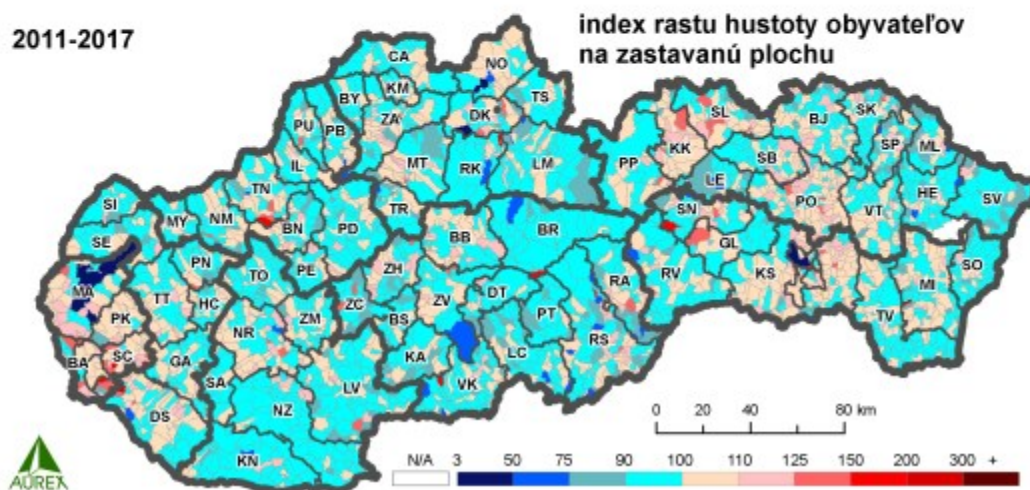 2011-2017
index rastu hustoty obyvateľov
na zastavanú plochu
CA
NO
KM
BY
TS
DK
ZA
PU
PB
SL
SK
BJ
KK
MT
RK
LM
PP
SB
SP
ML
IL
LE
TN
PO
HE
SV
SI
MY
NM
TR
SN
VT
BN
PD
BB
BR
GL
SE
PN
TO
PE
ZH
RA
RV
KS
SO
MA
TT
HC
ZC
ZV
DT
MI
PK
NR
ZM
BS
PT
TV
BA
SC
GA
KA
LC
RS
SA
LV
VK
DS
NZ
KN
0 20 40 80 km
AUREX
N/A 3 50 75 90 100 110 125 150 200 300 +